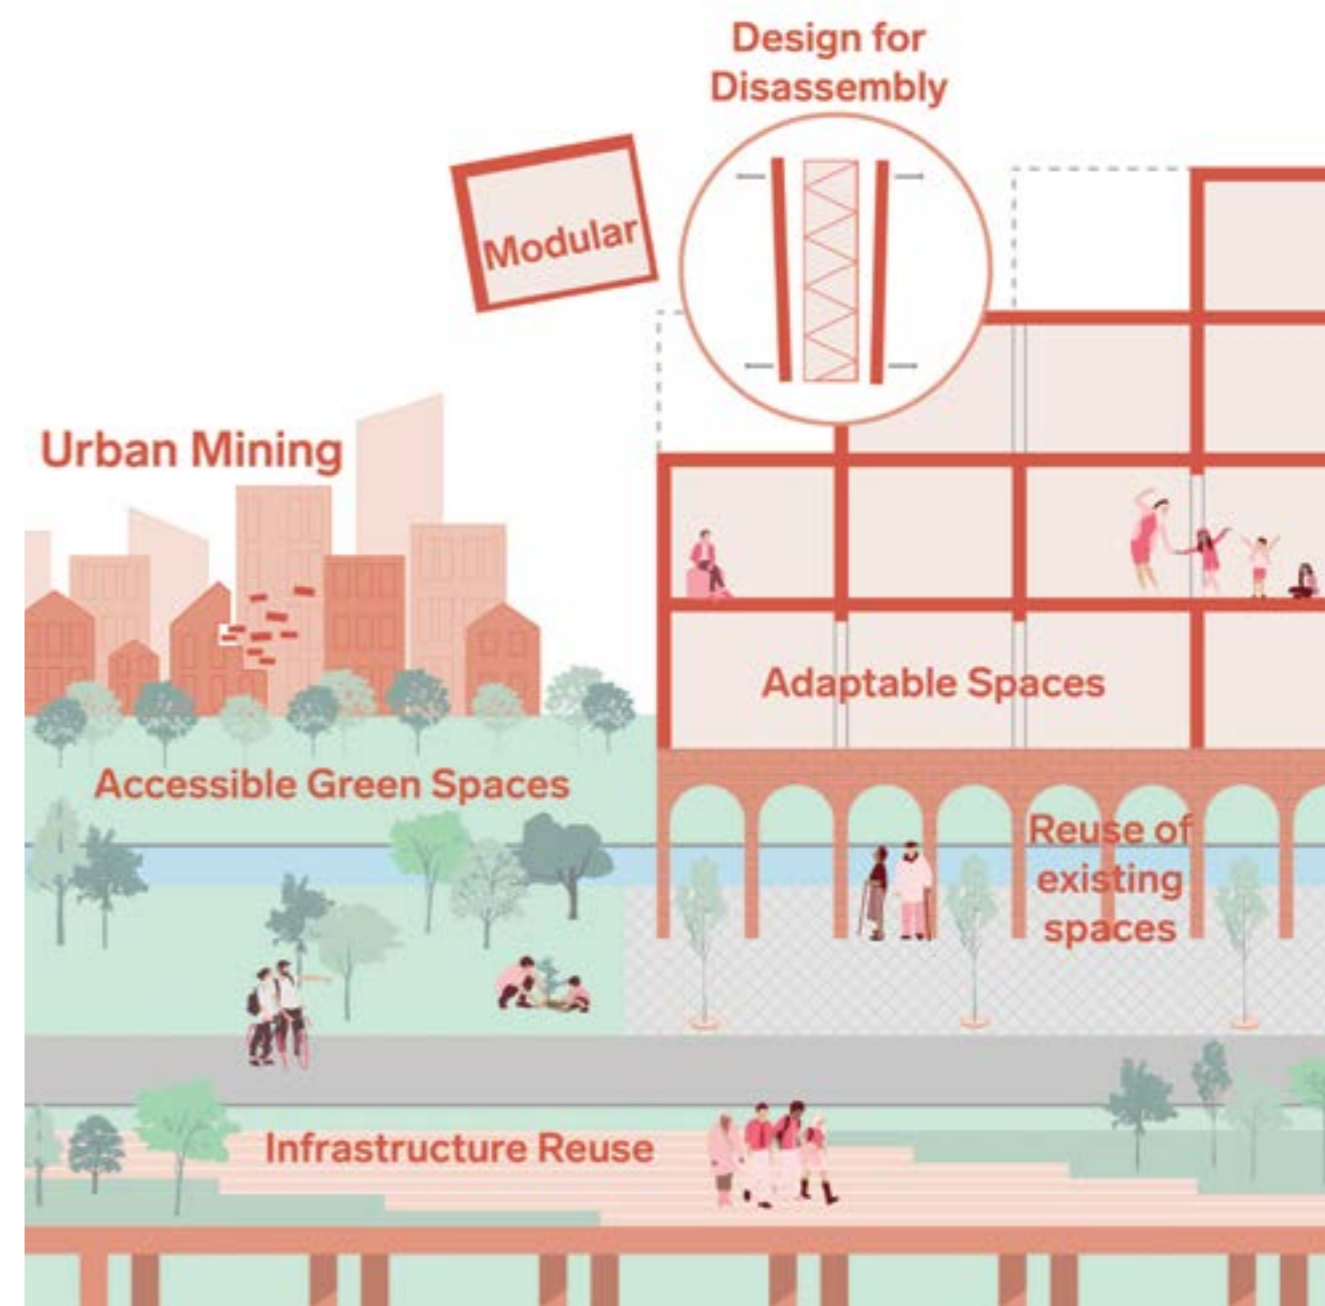 Design for
Disassembly
Modular
Urban Mining
Adaptable Spaces
Accessible Green Spaces
Reuse of
existing
spaces
Infrastructure Reuse